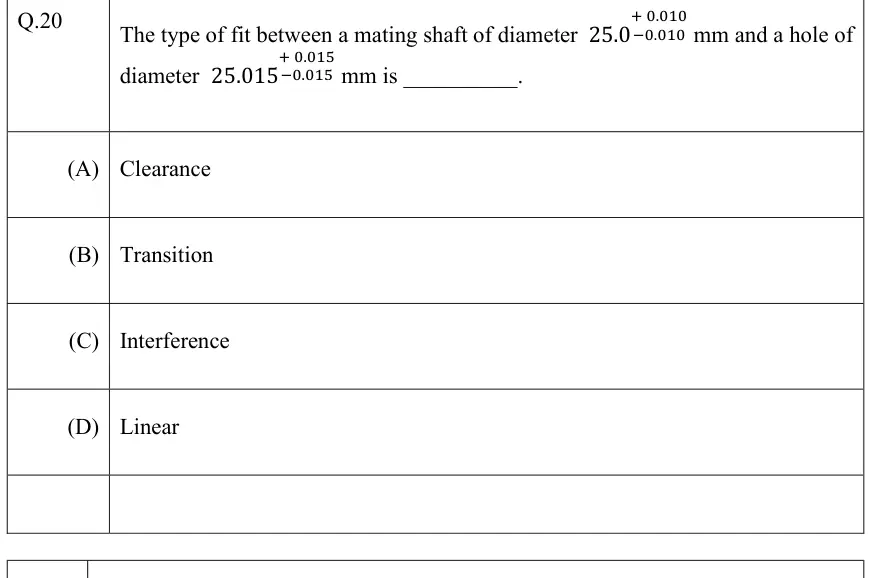 Q.20
The type of fit between a mating shaft of diameter 25.0 + 0.010 −0.010 mm and a hole of
diameter 25.015 + 0.015 −0.015 mm is __________.
(A) Clearance
(B) Transition
(C) Interference
(D) Linear